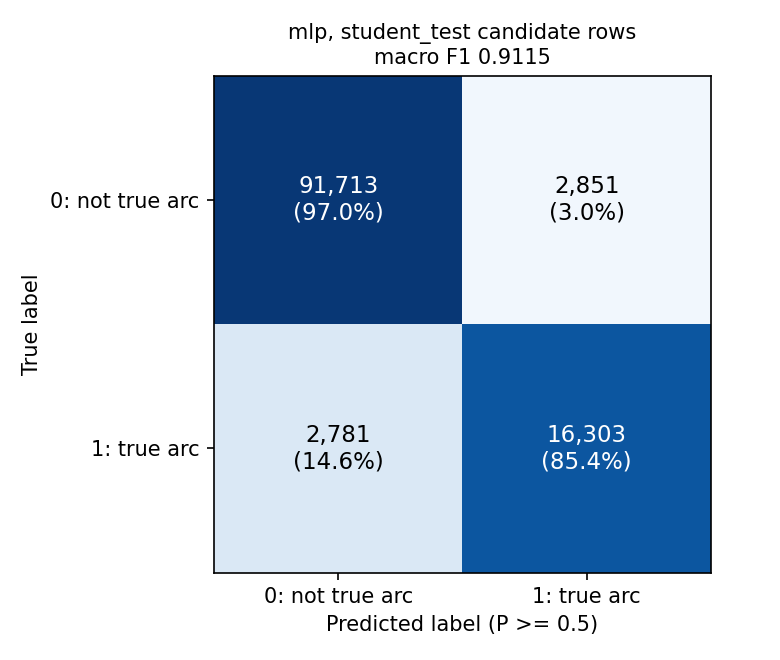 mlp, student_test candidate rows
macro F1 0.9115
True label
0: not true arc
91,713
(97.0%)
2,851
(3.0%)
1: true arc
2,781
(14.6%)
16,303
(85.4%)
0: not true arc
1: true arc
Predicted label (P >= 0.5)